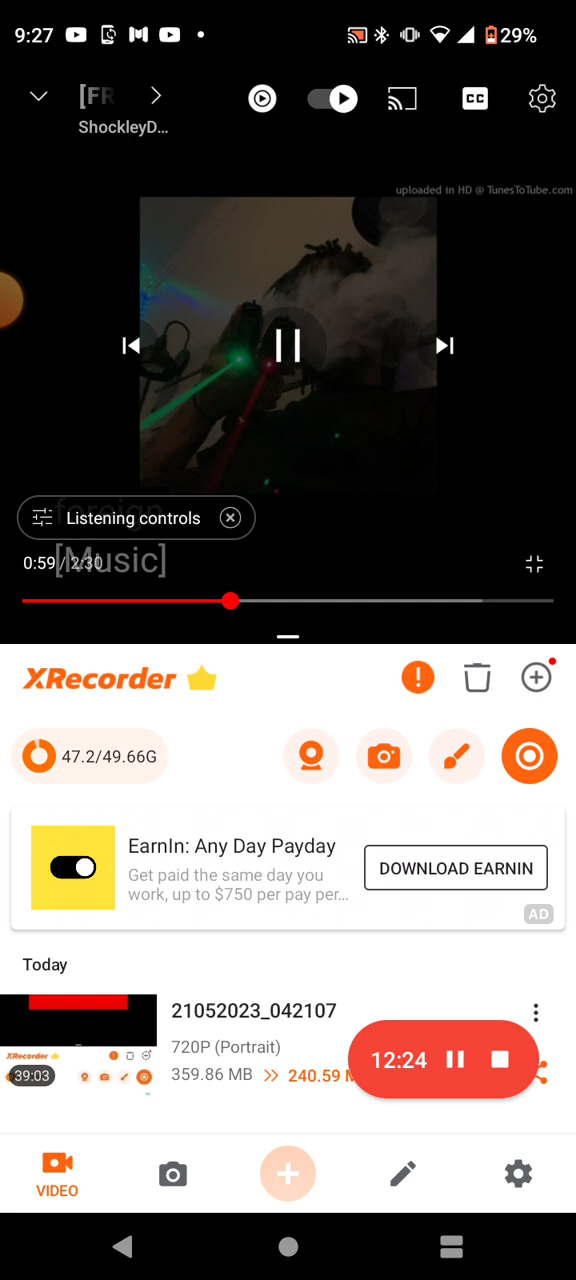 9:27
29%
[FR
ShockleyD...
CC
uploaded in HD @ TunesToTube.com
foreign
Listening controls
[Music]
0:59 / 2:30
XRecorder
47.2/49.66G
EarnIn: Any Day Payday
Get paid the same day you
work, up to $750 per pay per...
DOWNLOAD EARNIN
AD
Today
21052023_042107
720P (Portrait)
359.86 MB >> 240.59 M
XRecorder
39:03
12:24
VIDEO